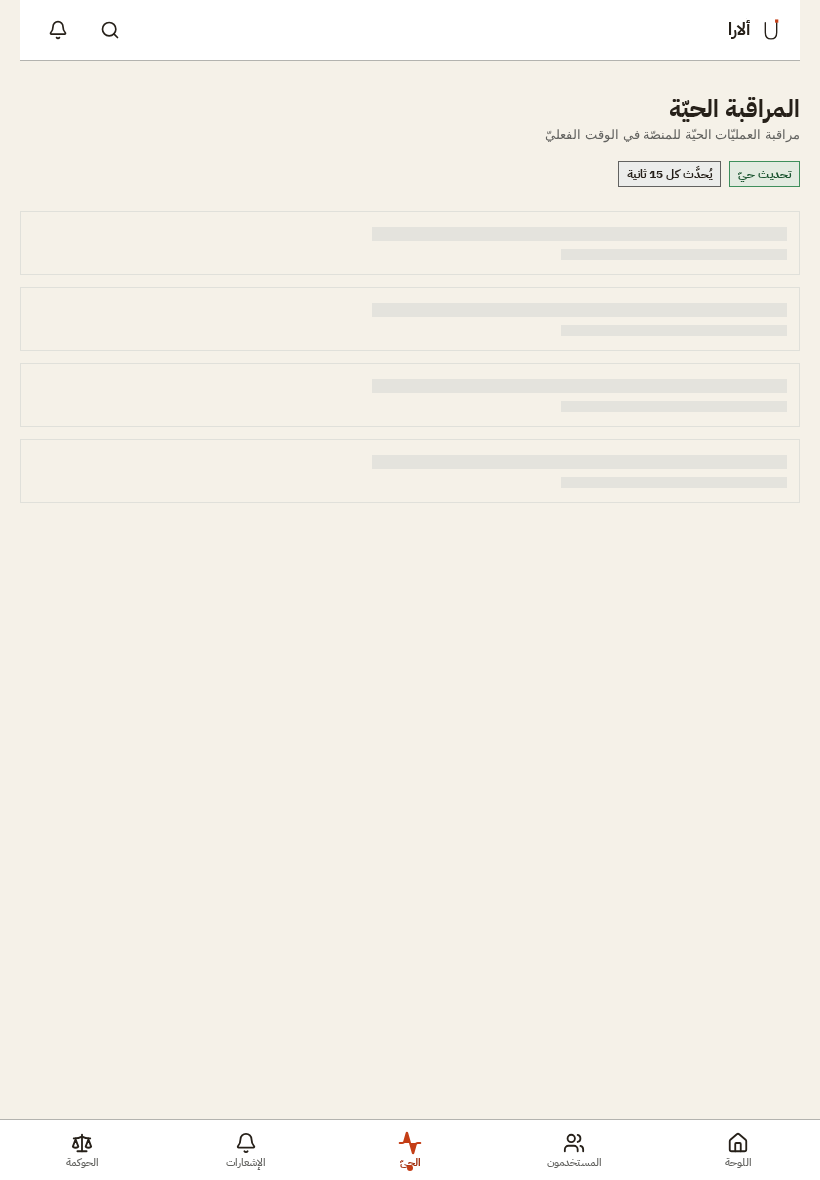 ألارا
المراقبة الحيّة
مراقبة العمليّات الحيّة للمنصّة في الوقت الفعليّ
تحديث حيّ
يُحدَّث كل 15 ثانية
اللوحة
المستخدمون
الحيّ
الإشعارات
الحوكمة